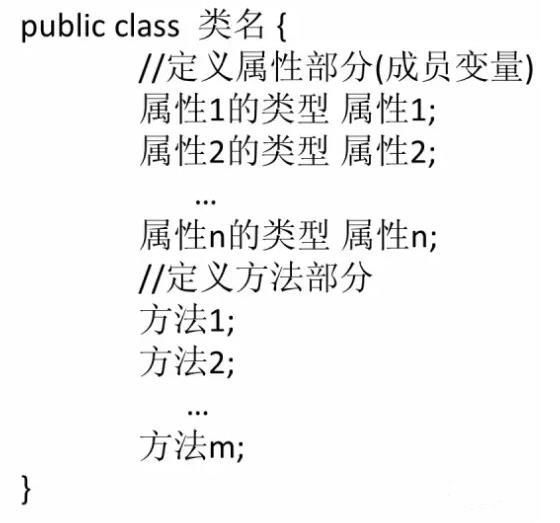 public class 类名 {
//定义属性部分(成员变量)
属性1的类型 属性1;
属性2的类型 属性2;
...
属性n的类型 属性n;
//定义方法部分
方法1;
方法2;
...
方法m;
}